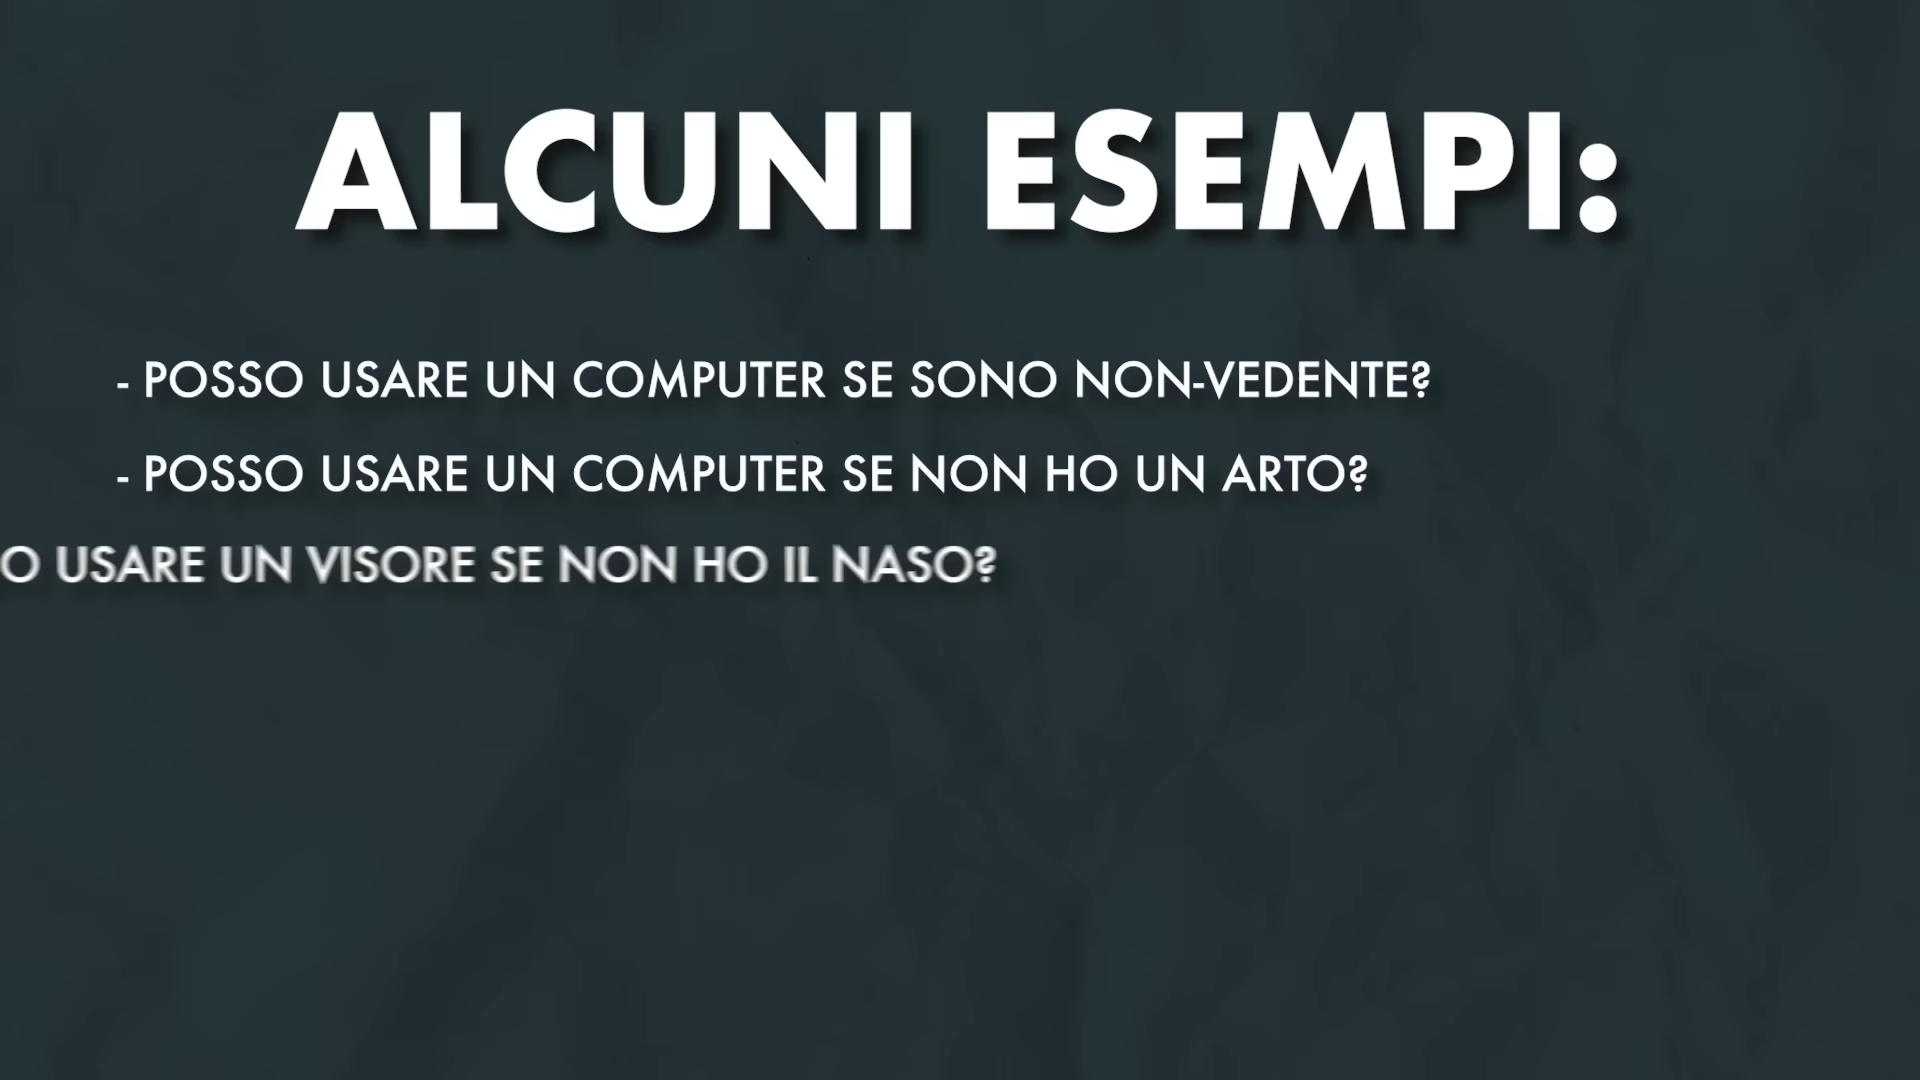 ALCUNI ESEMPI:
- POSSO USARE UN COMPUTER SE SONO NON-VEDENTE?
- POSSO USARE UN COMPUTER SE NON HO UN ARTO?
O USARE UN VISORE SE NON HO IL NASO?